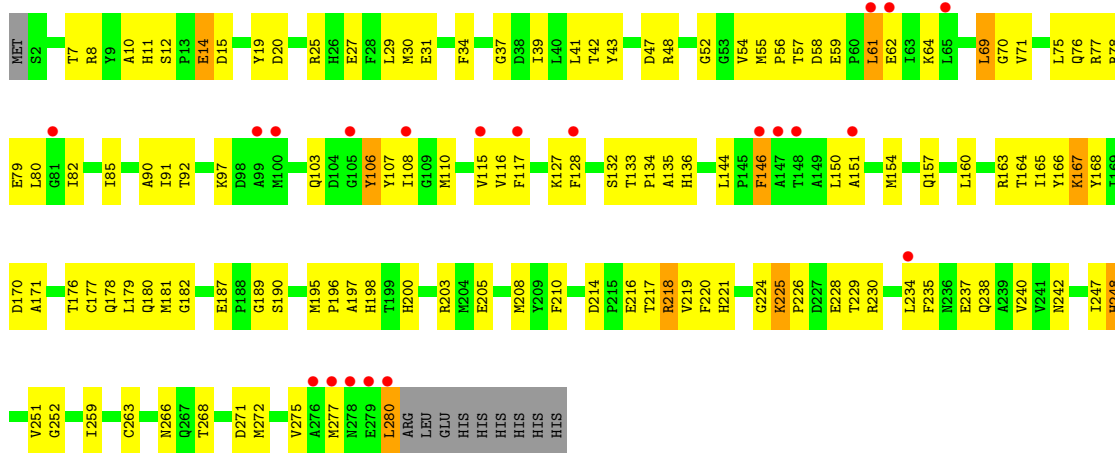 MET S2 T7 R8 Y9 A10 H11 S12 P13 E14 D15 Y19 D20 R25 H26 E27 F28 L29 M30 E31 F34 G37 D38 I39 L40 L41 T42 Y43 D47 R48 G52 G53 V54 M55 P56 T57 D58 E59 P60 L61 E62 I63 K64 L65 L69 G70 V71 L75 Q76 R77
E79 L80 G81 I82 I85 A90 I91 T92 K97 D98 A99 M100 Q103 D104 G105 Y106 Y107 I108 G109 M110 V115 V116 F117 K127 F128 S132 T133 P134 A135 H136 L144 P145 F146 A147 T148 A149 L150 A151 M154 Q157 L160 R163 T164 I165 Y166 K167 Y168
D170 A171 T176 C177 Q178 L179 Q180 M181 G182 E187 P188 G189 S190 M195 P196 A197 H198 T199 H200 R203 M204 E205 M208 Y209 F210 D214 P215 E216 T217 R218 V219 F220 H221 G224 K225 P226 D227 E228 T229 R230 L234 F235 N236 E237 Q238 A239 V240 V241 N242 I247
V251 G252 I259 C263 N266 Q267 T268 D271 M272 V275 A276 M277 N278 E279 L280 ARG LEU GLU HIS HIS HIS HIS HIS HIS